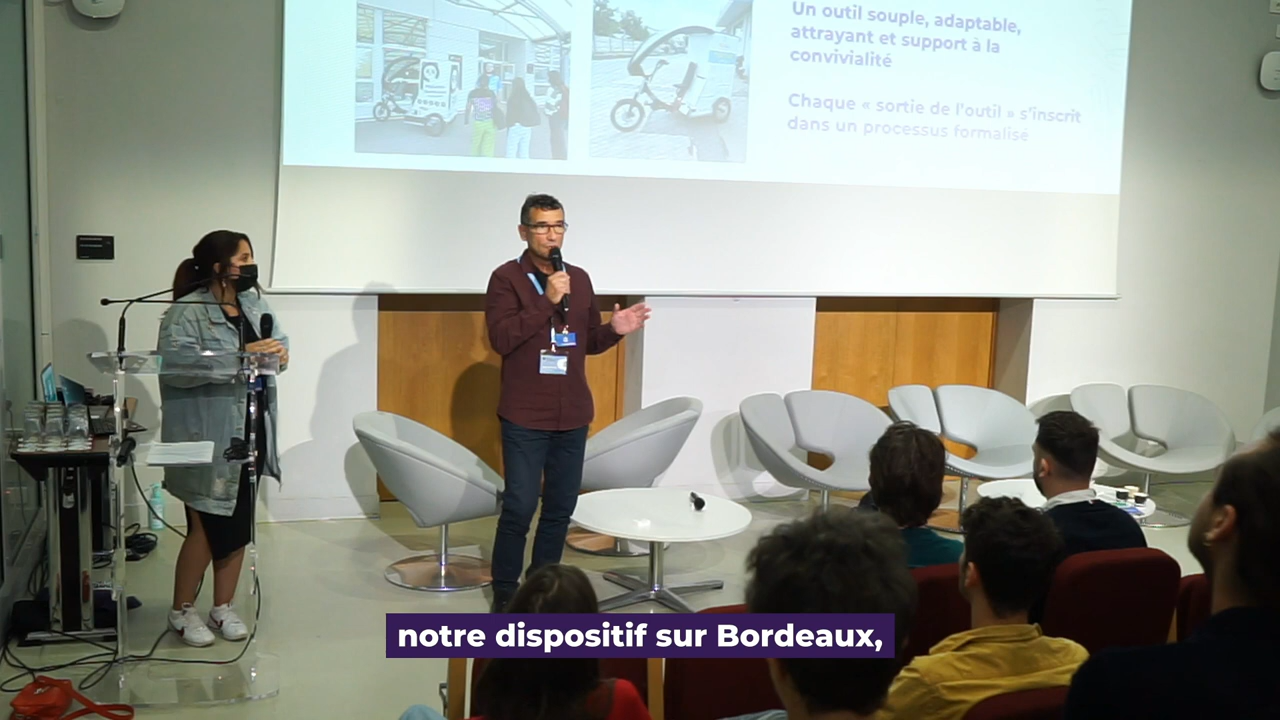 Un outil souple, adaptable,
attrayant et support à la
convivialité
Chaque « sortie de l'outil » s'inscrit
dans un processus formalisé
notre dispositif sur Bordeaux,